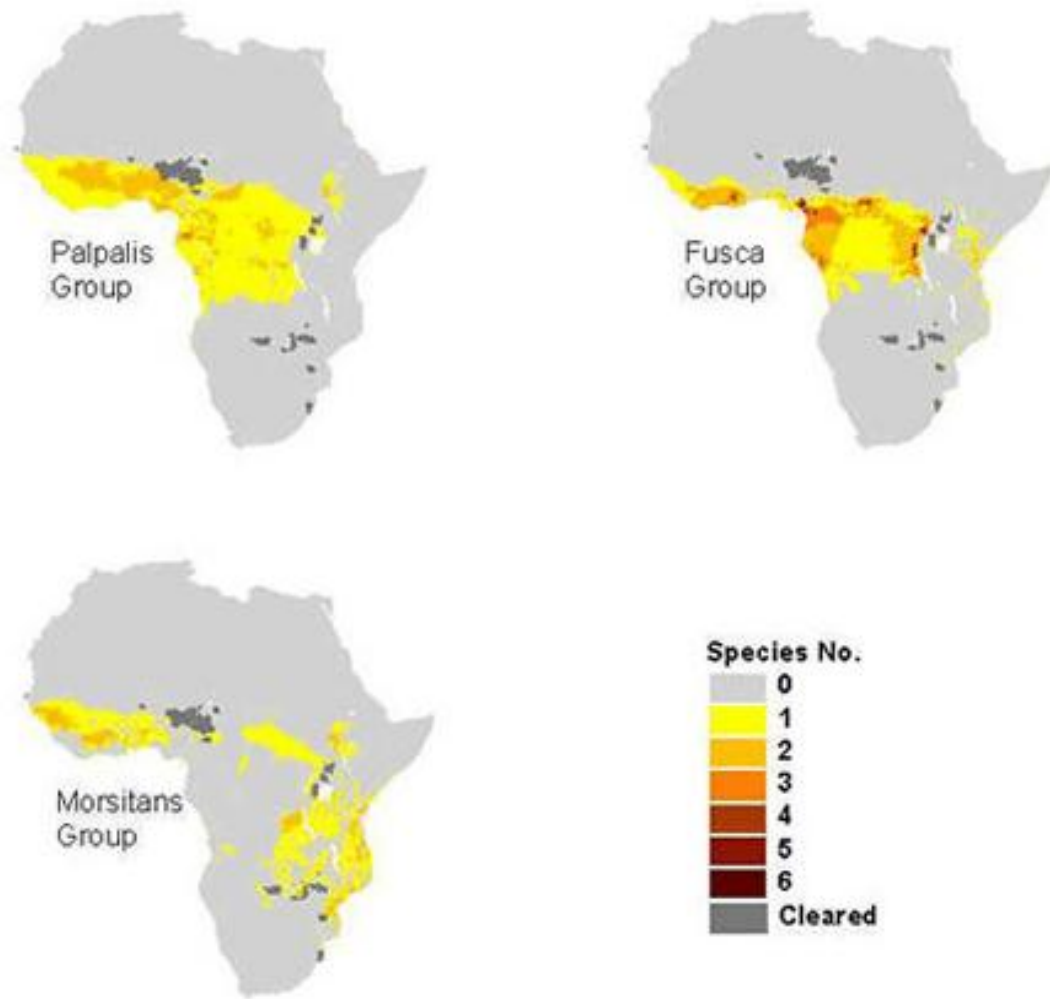 Palpalis
Group
Fusca
Group
Morsitans
Group
Species No.
0
1
2
3
4
5
6
Cleared